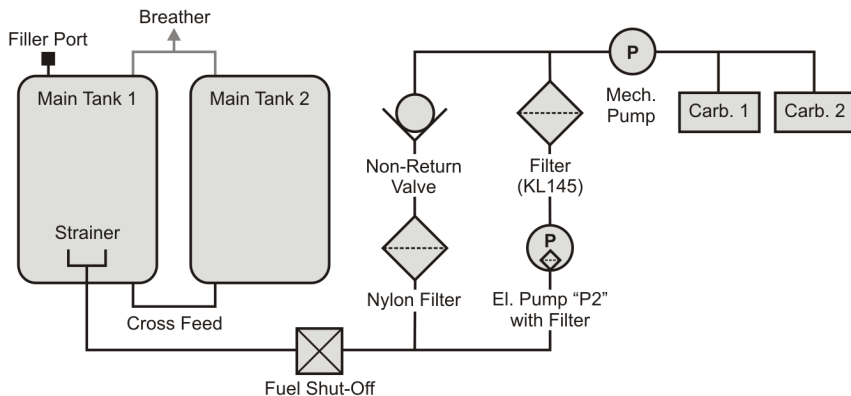 Breather
Filler Port
Main Tank 1
Main Tank 2
Strainer
Cross Feed
Fuel Shut-Off
Non-Return
Valve
Nylon Filter
Filter
(KL145)
P
El. Pump “P2”
with Filter
P
Mech.
Pump
Carb. 1
Carb. 2